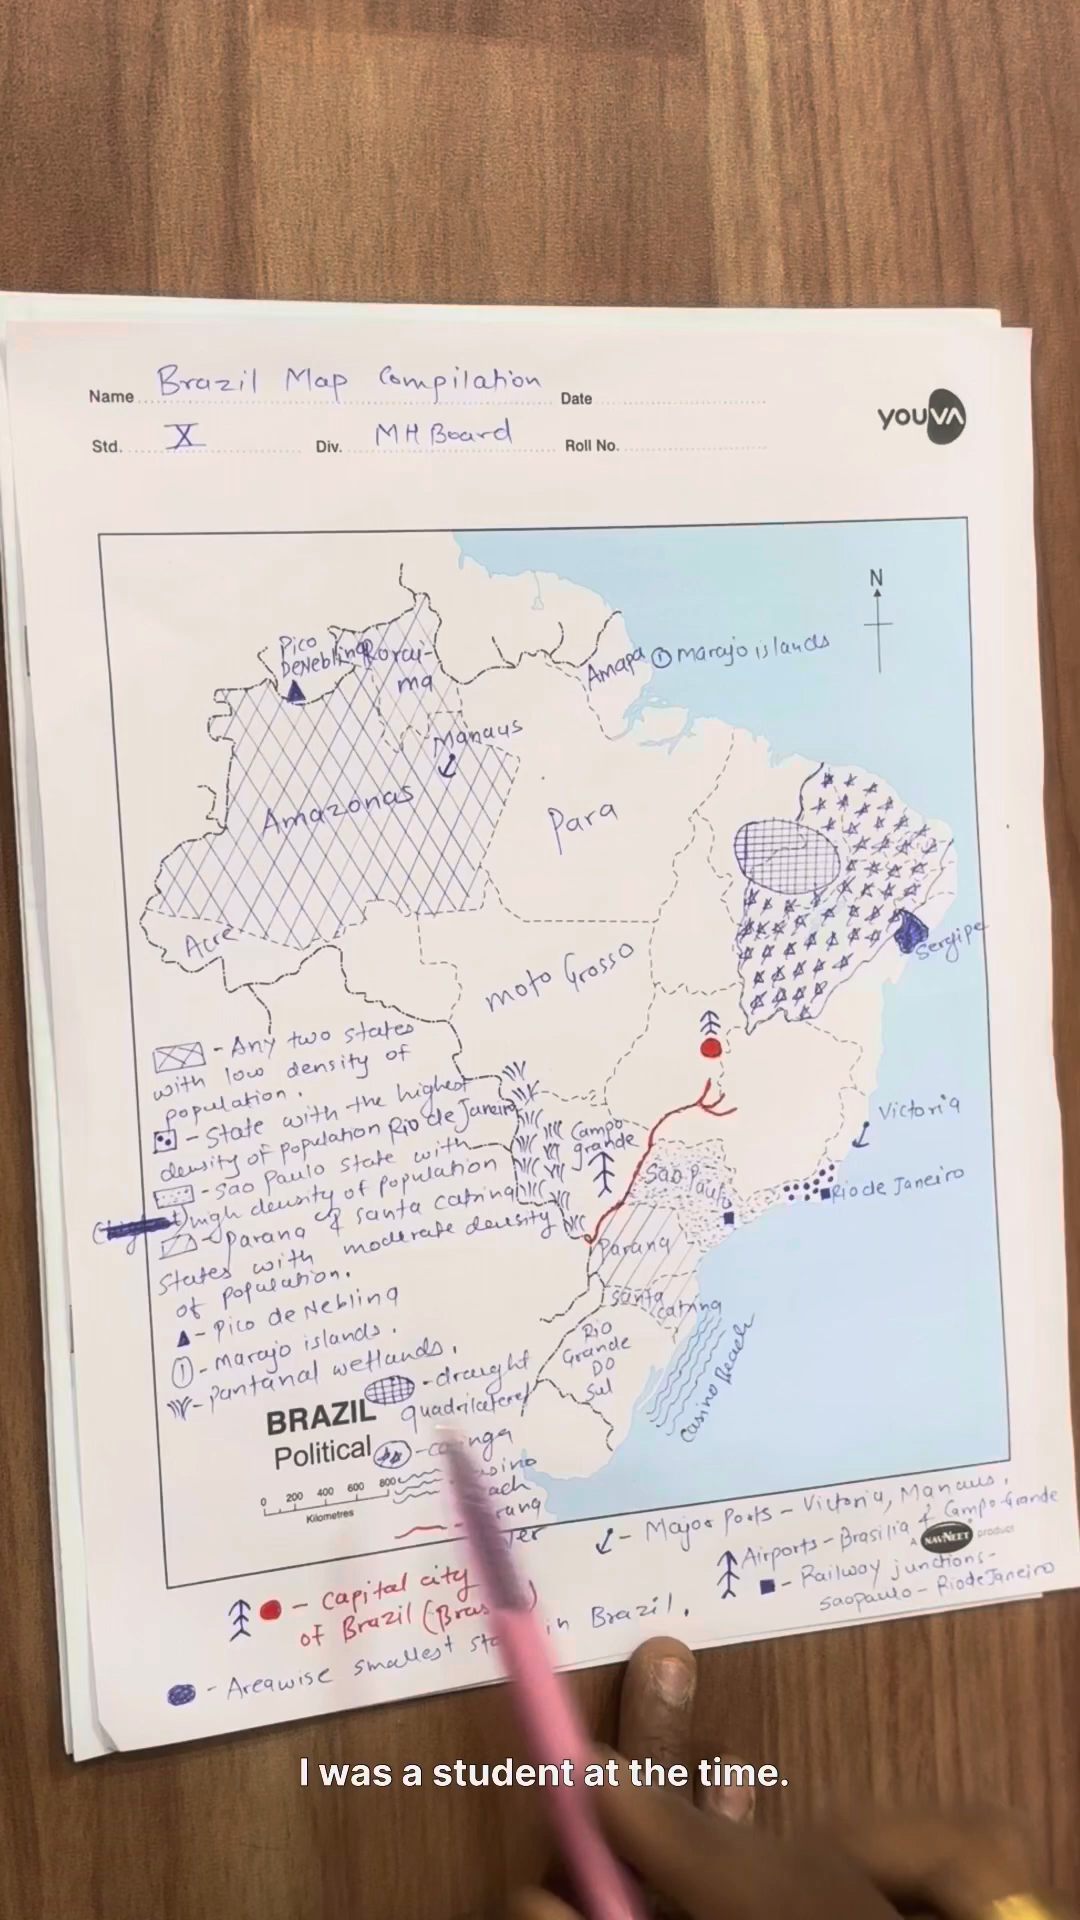 Name Brazil Map Compilation Date
Std. X Div. MH Board Roll No.
YOUVA
N
Pico
DeNeblina
Rorai-
ma
Amapa
1 marajo islands
Manaus
Amazonas
Para
Acre
moto Grosso
Sergipe
Campo
grande
Victoria
Sao Paulo
Rio de Janeiro
Parana
Santa
catrina
Rio
Grande
DO
Sul
Casino Beach
- Any two states
with low density of
population.
- State with the highest
density of population Rio de Janeiro
- Sao Paulo state with
high density of population
- Parana & Santa catrina
States with moderate density
of population.
- Pico de Neblina
1 - marajo islands.
- Pantanal wetlands.
- draught
quadrilateral
BRAZIL
Political
0 200 400 600 800
Kilometres
- Major Ports - Victoria, Manaus,
Airports - Brasilia & Campo-Grande
A NAVNEET product
- Railway junctions -
saopaulo - Rio de Janeiro
- Capital city
of Brazil
- Areawise smallest in Brazil.
I was a student at the time.